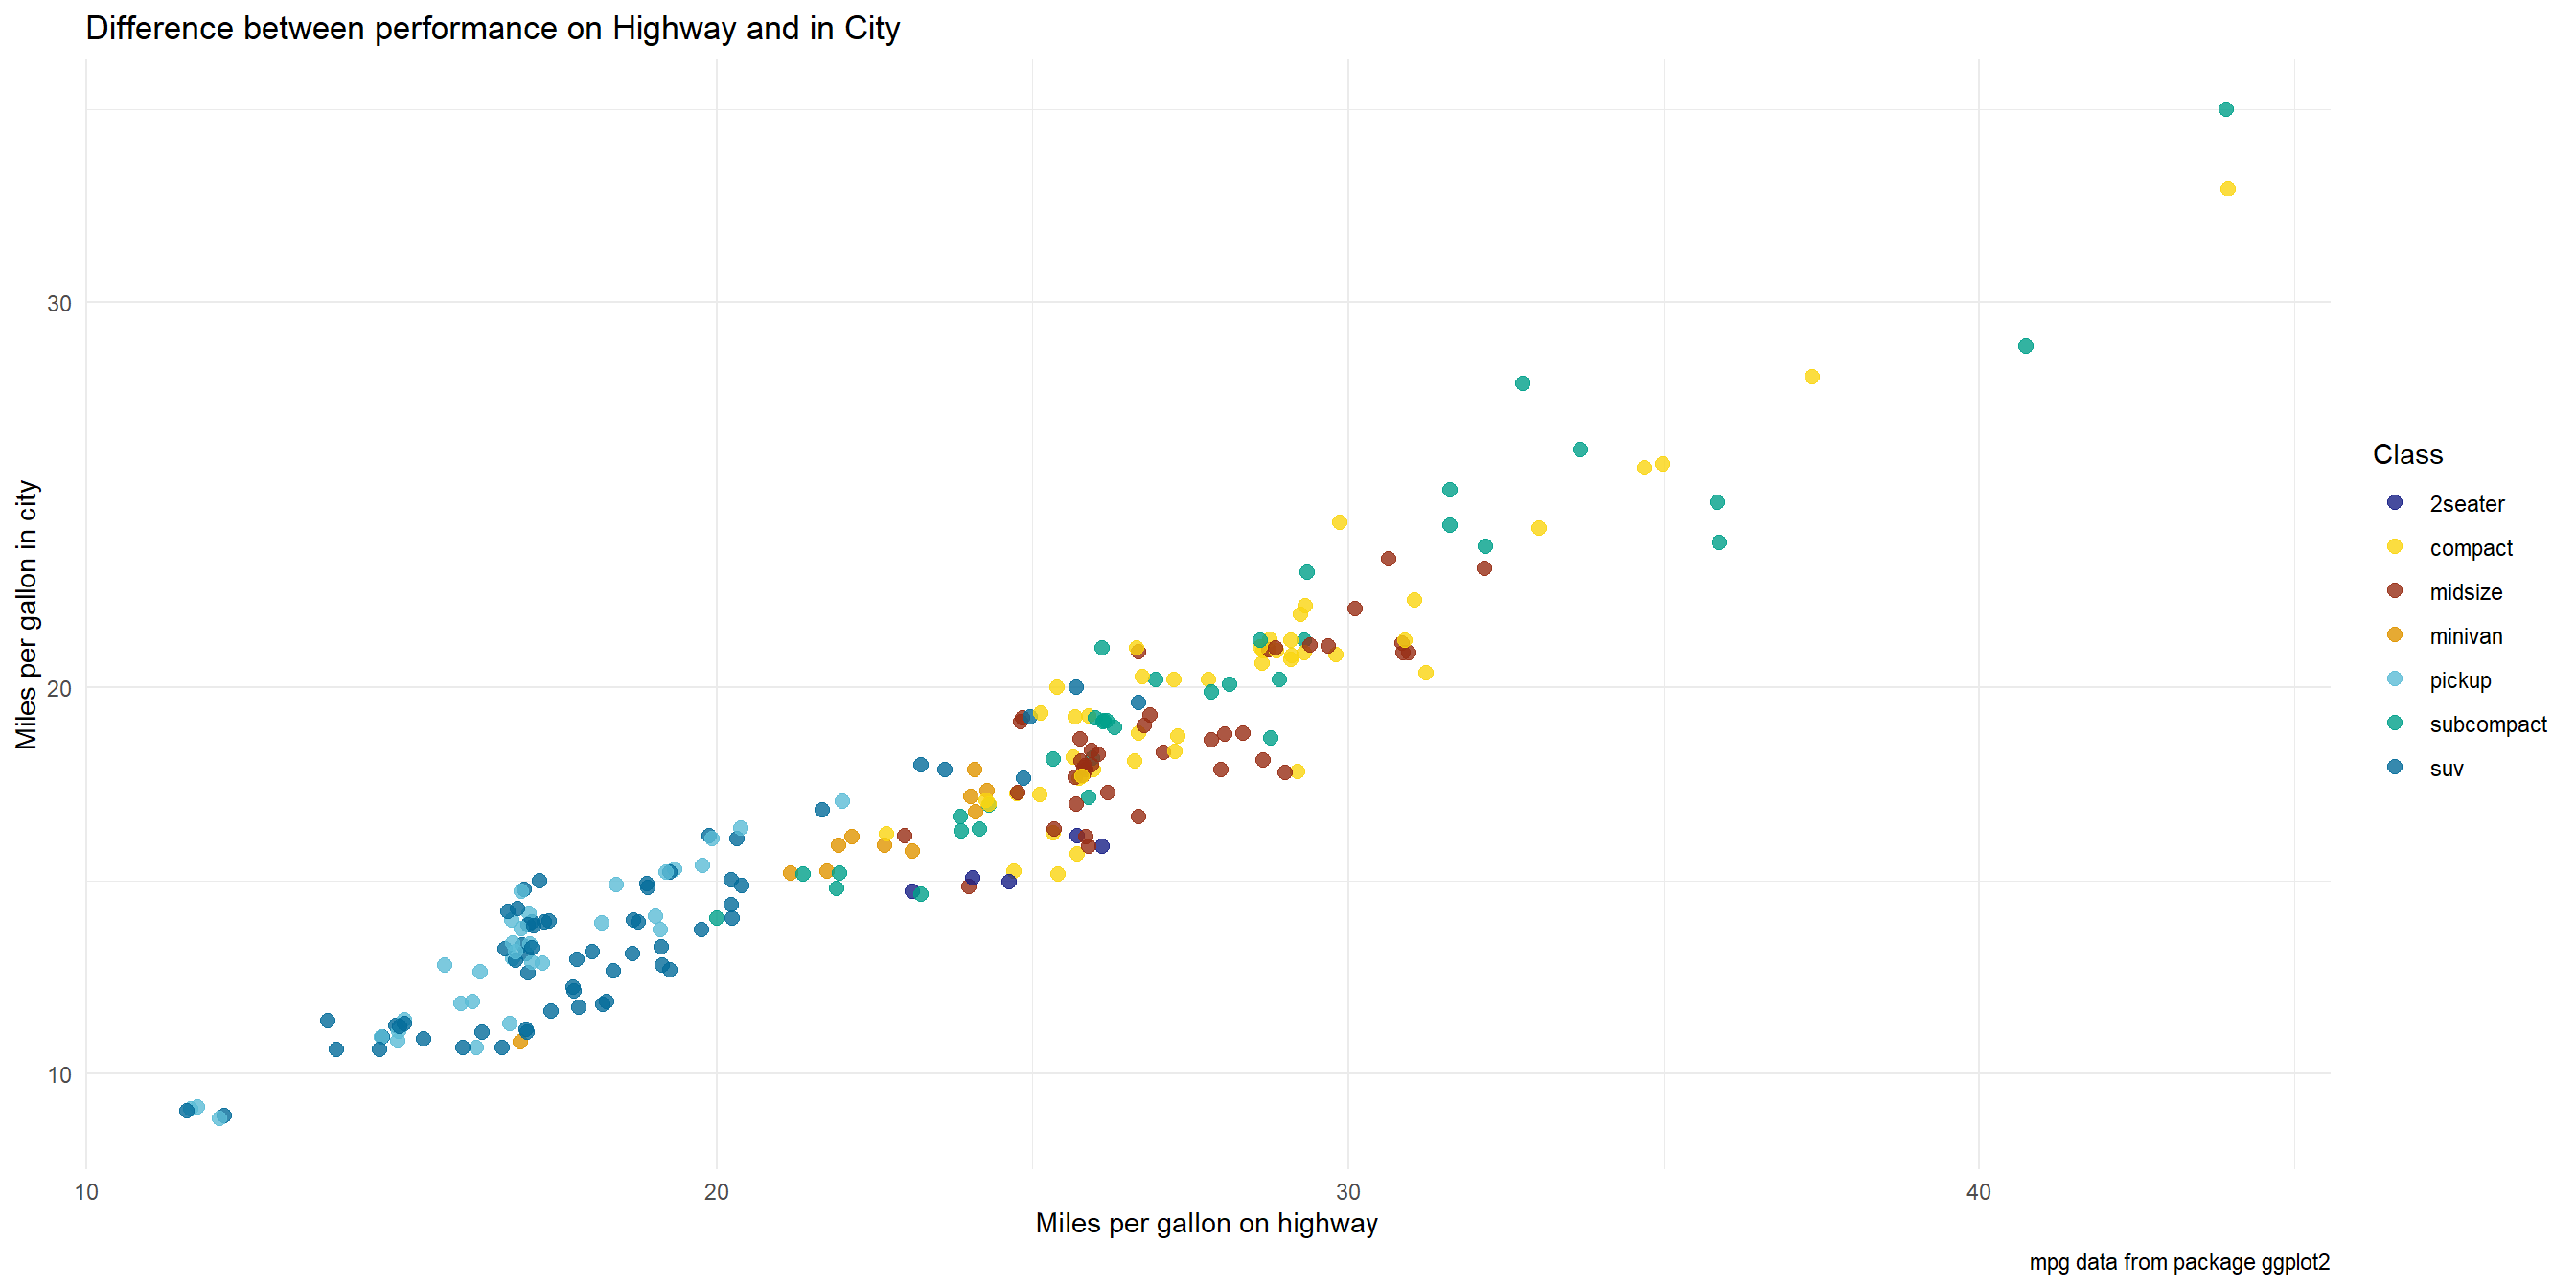 Difference between performance on Highway and in City
Miles per gallon in city
30
20
10
10
20
30
40
Miles per gallon on highway
Class
2seater
compact
midsize
minivan
pickup
subcompact
suv
mpg data from package ggplot2